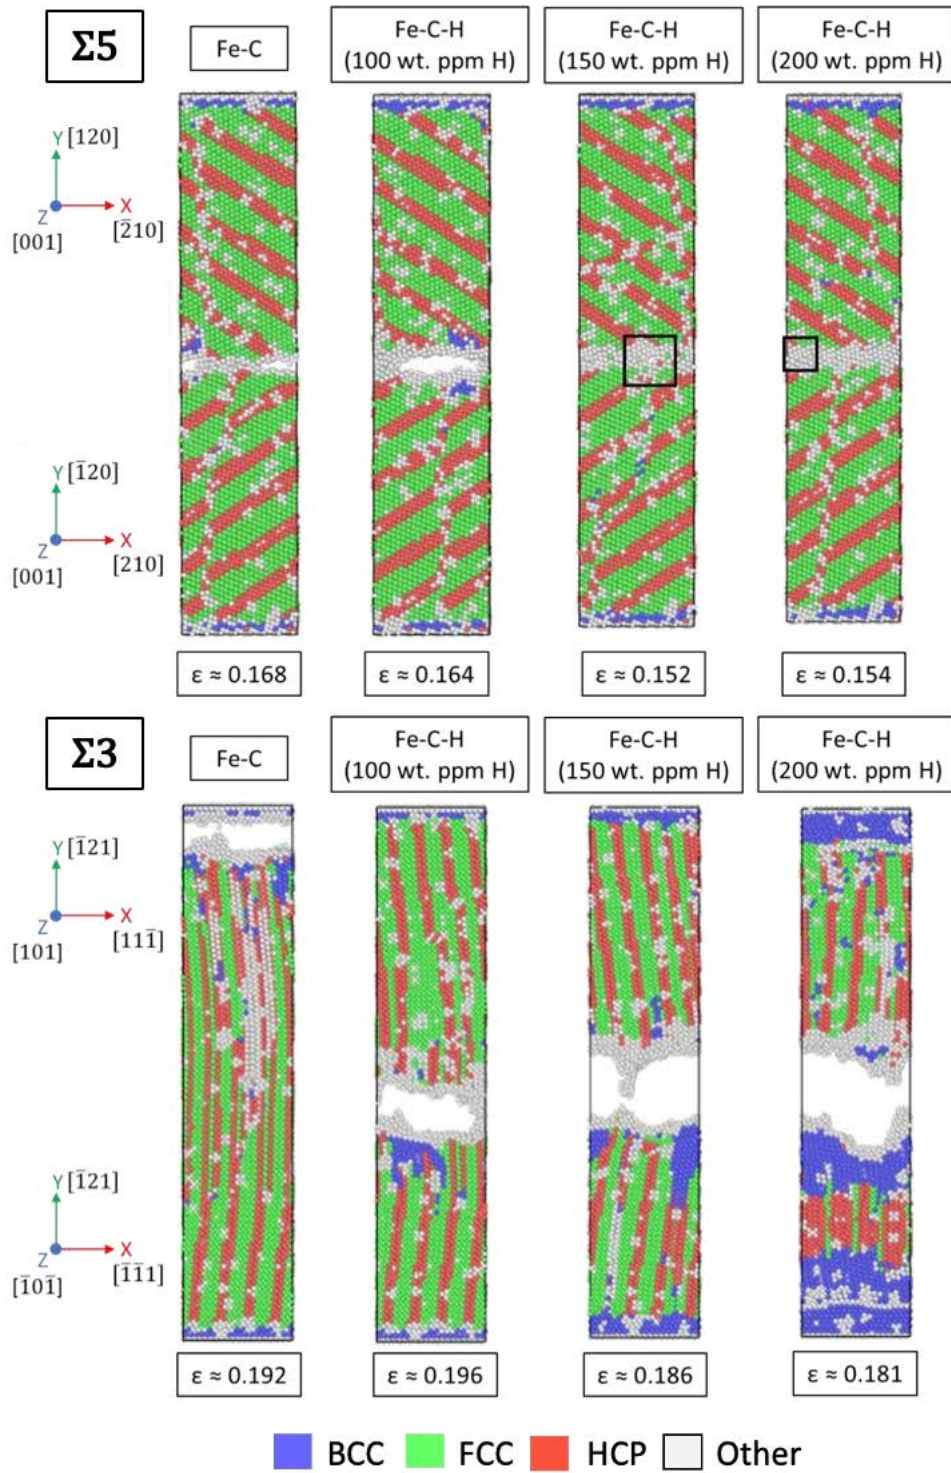 Σ5
Fe-C
Fe-C-H
(100 wt. ppm H)
Fe-C-H
(150 wt. ppm H)
Fe-C-H
(200 wt. ppm H)
Y [120]
Z
X
[001]
[2̅10]
Y [1̅20]
Z
X
[001]
[210]
ε ≈ 0.168
ε ≈ 0.164
ε ≈ 0.152
ε ≈ 0.154
Σ3
Fe-C
Fe-C-H
(100 wt. ppm H)
Fe-C-H
(150 wt. ppm H)
Fe-C-H
(200 wt. ppm H)
Y [1̅21]
Z
X
[101]
[111̅]
Y [1̅21]
Z
X
[1̅01̅]
[1̅1̅1]
ε ≈ 0.192
ε ≈ 0.196
ε ≈ 0.186
ε ≈ 0.181
BCC
FCC
HCP
Other